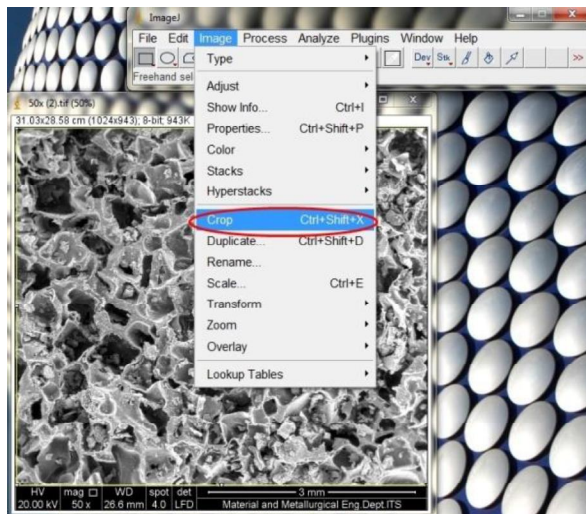 ImageJ
File Edit Image Process Analyze Plugins Window Help
Dev Stk >>
Freehand sel
Type
Adjust
Show Info... Ctrl+I
Properties... Ctrl+Shift+P
Color
Stacks
Hyperstacks
Crop Ctrl+Shift+X
Duplicate... Ctrl+Shift+D
Rename...
Scale... Ctrl+E
Transform
Zoom
Overlay
Lookup Tables
50x (2).tif (50%)
31.03x28.58 cm (1024x943); 8-bit; 943K
HV mag WD spot det 3 mm
20.00 kV 50 x 26.6 mm 4.0 LFD Material and Metallurgical Eng.Dept.ITS